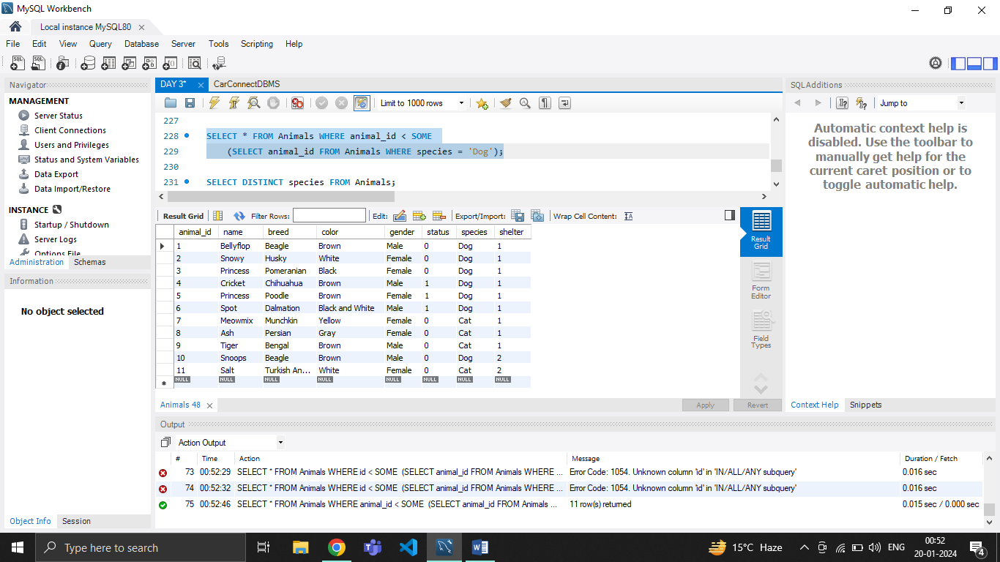 MySQL Workbench
Local instance MySQL80
File Edit View Query Database Server Tools Scripting Help
Navigator
MANAGEMENT
Server Status
Client Connections
Users and Privileges
Status and System Variables
Data Export
Data Import/Restore
INSTANCE
Startup / Shutdown
Server Logs
Options File
Administration Schemas
Information
No object selected
Object Info Session
DAY 3* CarConnectDBMS
Limit to 1000 rows
227
228 SELECT * FROM Animals WHERE animal_id < SOME
229 (SELECT animal_id FROM Animals WHERE species = 'Dog');
230
231 SELECT DISTINCT species FROM Animals;
Result Grid Filter Rows: Edit: Export/Import: Wrap Cell Content:
animal_id name breed color gender status species shelter
1 Bellyflop Beagle Brown Male 0 Dog 1
2 Snowy Husky White Female 0 Dog 1
3 Princess Pomeranian Black Female 0 Dog 1
4 Cricket Chihuahua Brown Male 1 Dog 1
5 Princess Poodle Brown Female 1 Dog 1
6 Spot Dalmation Black and White Male 1 Dog 1
7 Meowmix Munchkin Yellow Female 0 Cat 1
8 Ash Persian Gray Female 0 Cat 1
9 Tiger Bengal Brown Male 0 Cat 1
10 Snoops Beagle Brown Male 0 Dog 2
11 Salt Turkish An... White Female 0 Cat 2
NULL NULL NULL NULL NULL NULL NULL NULL
Result
Grid
Form
Editor
Field
Types
Animals 48
Apply Revert
SQLAdditions
Jump to
Automatic context help is
disabled. Use the toolbar to
manually get help for the
current caret position or to
toggle automatic help.
Context Help Snippets
Output
Action Output
# Time Action Message Duration / Fetch
73 00:52:29 SELECT * FROM Animals WHERE id < SOME (SELECT animal_id FROM Animals WHERE ... Error Code: 1054. Unknown column 'id' in 'IN/ALL/ANY subquery' 0.016 sec
74 00:52:32 SELECT * FROM Animals WHERE id < SOME (SELECT animal_id FROM Animals WHERE ... Error Code: 1054. Unknown column 'id' in 'IN/ALL/ANY subquery' 0.016 sec
75 00:52:46 SELECT * FROM Animals WHERE animal_id < SOME (SELECT animal_id FROM Animals ... 11 row(s) returned 0.015 sec / 0.000 sec
Type here to search
15°C Haze
ENG
00:52
20-01-2024
4